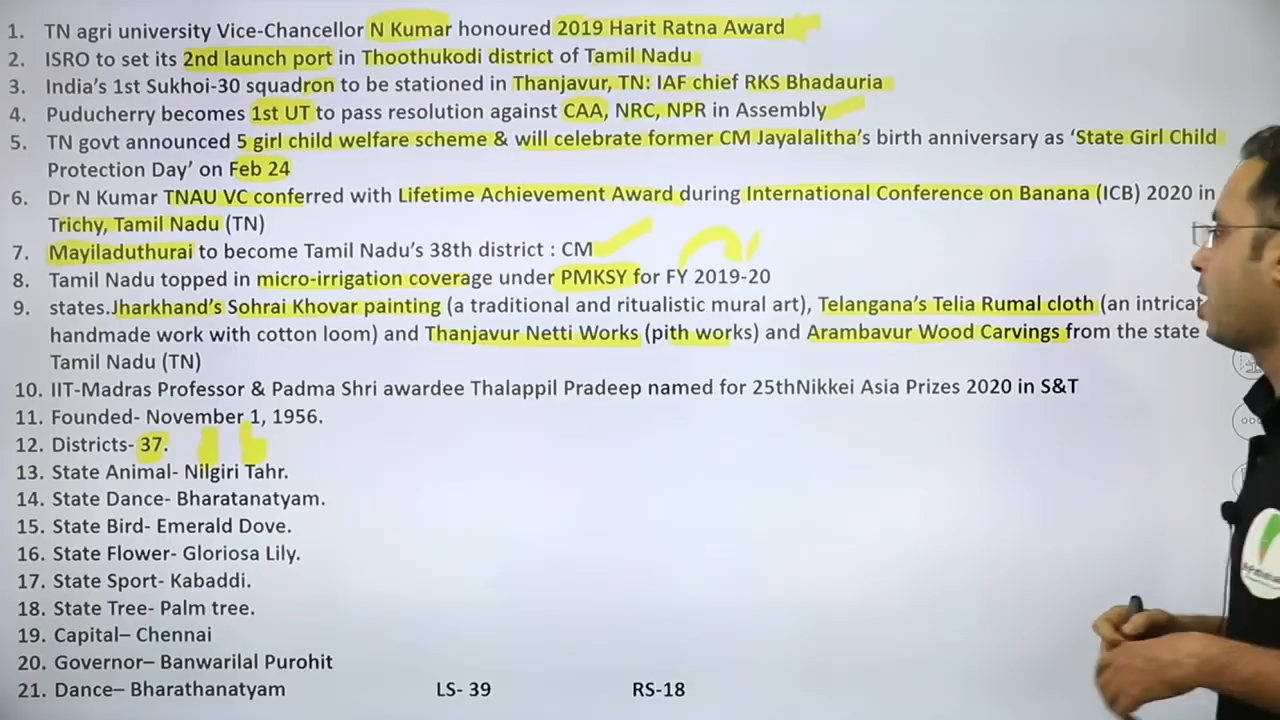 1. TN agri university Vice-Chancellor N Kumar honoured 2019 Harit Ratna Award
2. ISRO to set its 2nd launch port in Thoothukodi district of Tamil Nadu
3. India's 1st Sukhoi-30 squadron to be stationed in Thanjavur, TN: IAF chief RKS Bhadauria
4. Puducherry becomes 1st UT to pass resolution against CAA, NRC, NPR in Assembly
5. TN govt announced 5 girl child welfare scheme & will celebrate former CM Jayalalitha's birth anniversary as 'State Girl Child
Protection Day' on Feb 24
6. Dr N Kumar TNAU VC conferred with Lifetime Achievement Award during International Conference on Banana (ICB) 2020 in
Trichy, Tamil Nadu (TN)
7. Mayiladuthurai to become Tamil Nadu's 38th district : CM
8. Tamil Nadu topped in micro-irrigation coverage under PMKSY for FY 2019-20
9. states.Jharkhand's Sohrai Khovar painting (a traditional and ritualistic mural art), Telangana's Telia Rumal cloth (an intricat
handmade work with cotton loom) and Thanjavur Netti Works (pith works) and Arambavur Wood Carvings from the state
Tamil Nadu (TN)
10. IIT-Madras Professor & Padma Shri awardee Thalappil Pradeep named for 25thNikkei Asia Prizes 2020 in S&T
11. Founded- November 1, 1956.
12. Districts- 37.
13. State Animal- Nilgiri Tahr.
14. State Dance- Bharatanatyam.
15. State Bird- Emerald Dove.
16. State Flower- Gloriosa Lily.
17. State Sport- Kabaddi.
18. State Tree- Palm tree.
19. Capital– Chennai
20. Governor– Banwarilal Purohit
21. Dance– Bharathanatyam LS- 39 RS-18